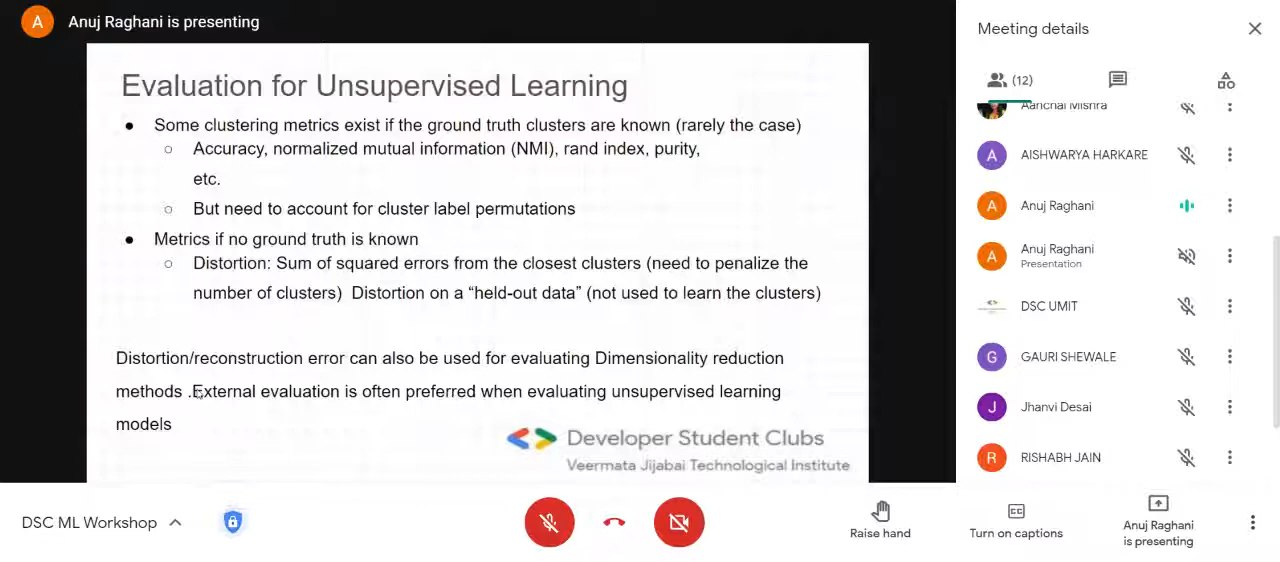 A Anuj Raghani is presenting
Evaluation for Unsupervised Learning
● Some clustering metrics exist if the ground truth clusters are known (rarely the case)
○ Accuracy, normalized mutual information (NMI), rand index, purity,
etc.
○ But need to account for cluster label permutations
● Metrics if no ground truth is known
○ Distortion: Sum of squared errors from the closest clusters (need to penalize the
number of clusters) Distortion on a “held-out data” (not used to learn the clusters)
Distortion/reconstruction error can also be used for evaluating Dimensionality reduction
methods .External evaluation is often preferred when evaluating unsupervised learning
models
Developer Student Clubs
Veermata Jijabai Technological Institute
Meeting details
(12)
Aanchal Mishra
A AISHWARYA HARKARE
A Anuj Raghani
A Anuj Raghani
Presentation
DSC UMIT
G GAURI SHEWALE
J Jhanvi Desai
R RISHABH JAIN
DSC ML Workshop
Raise hand
CC
Turn on captions
Anuj Raghani
is presenting